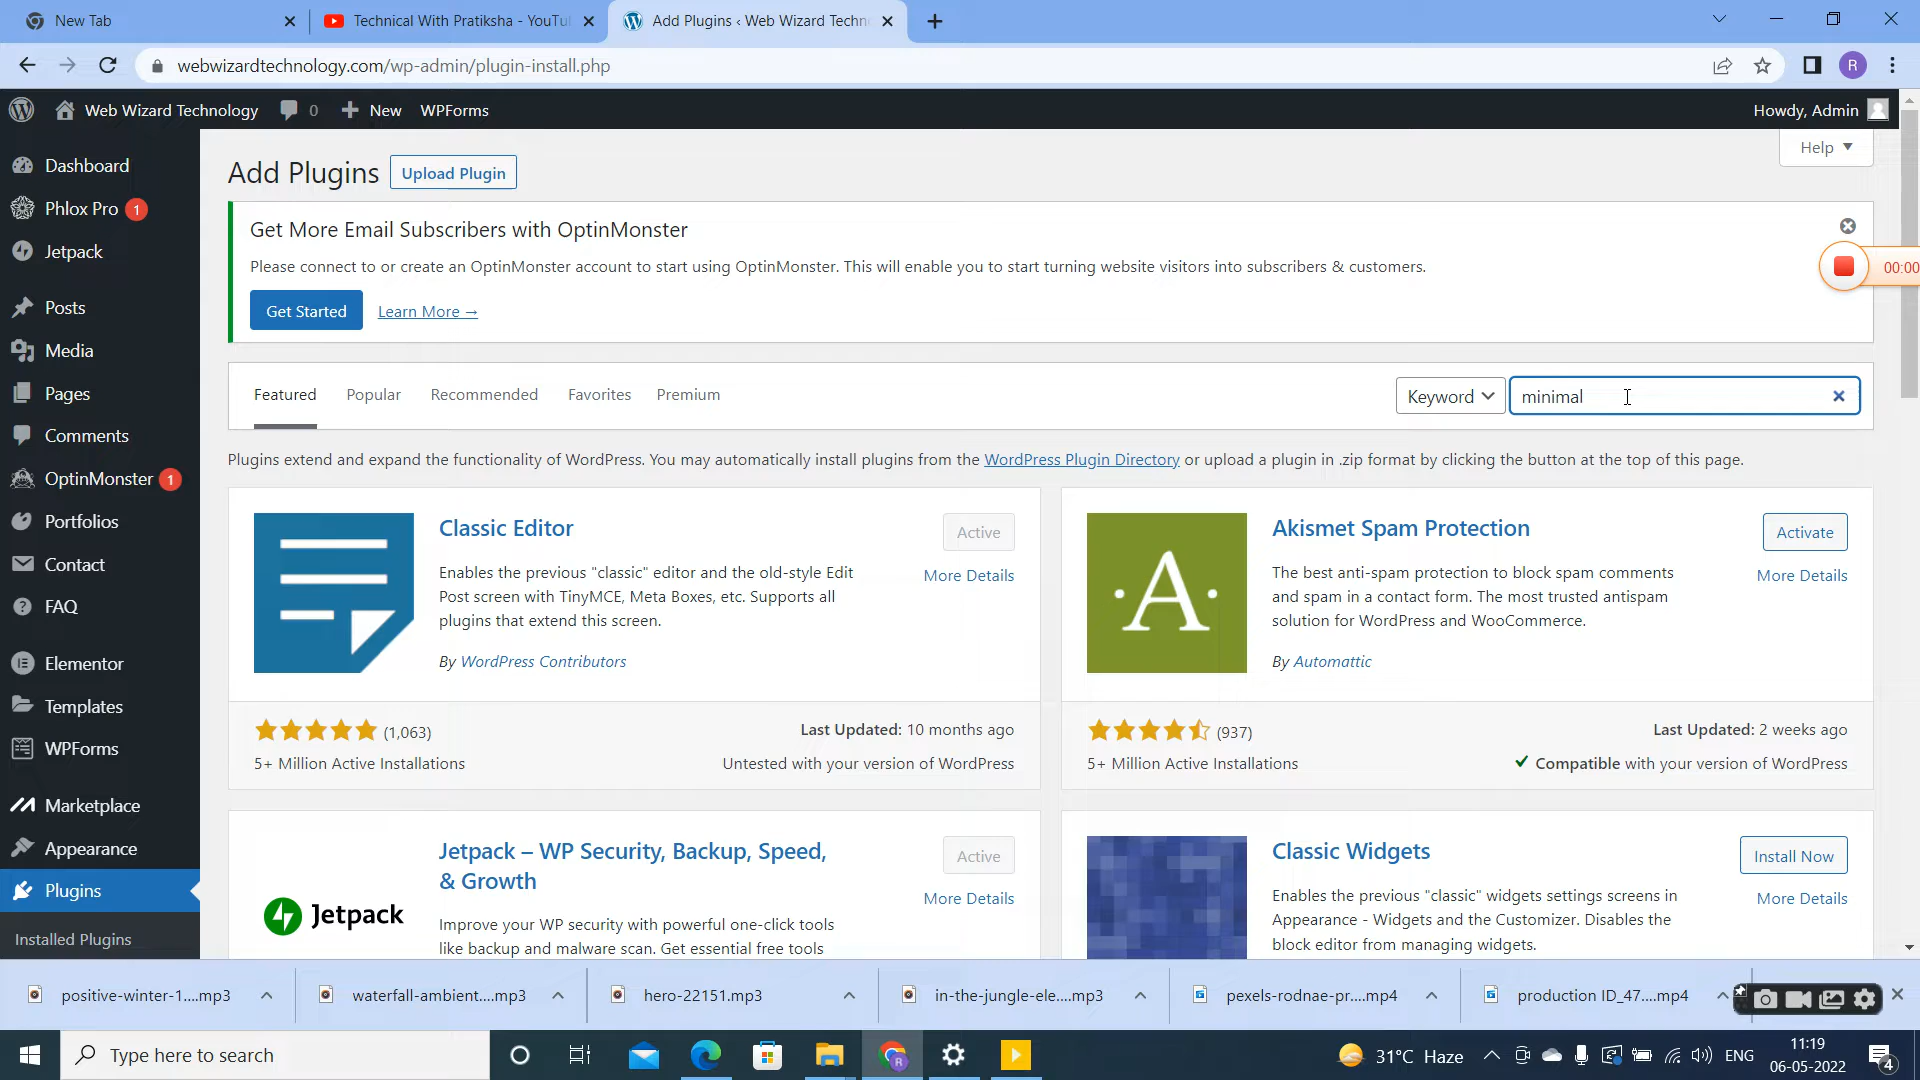 New Tab
Technical With Pratiksha - YouTu
Add Plugins ‹ Web Wizard Techn
webwizardtechnology.com/wp-admin/plugin-install.php
R
Web Wizard Technology
0
New
WPForms
Howdy, Admin
Help
Dashboard
Phlox Pro 1
Jetpack
Posts
Media
Pages
Comments
OptinMonster 1
Portfolios
Contact
FAQ
Elementor
Templates
WPForms
Marketplace
Appearance
Plugins
Installed Plugins
Add Plugins
Upload Plugin
Get More Email Subscribers with OptinMonster
Please connect to or create an OptinMonster account to start using OptinMonster. This will enable you to start turning website visitors into subscribers & customers.
Get Started
Learn More →
00:00
Featured
Popular
Recommended
Favorites
Premium
Keyword
minimal
Plugins extend and expand the functionality of WordPress. You may automatically install plugins from the WordPress Plugin Directory or upload a plugin in .zip format by clicking the button at the top of this page.
Classic Editor
Active
More Details
Enables the previous "classic" editor and the old-style Edit
Post screen with TinyMCE, Meta Boxes, etc. Supports all
plugins that extend this screen.
By WordPress Contributors
(1,063)
Last Updated: 10 months ago
5+ Million Active Installations
Untested with your version of WordPress
A
Akismet Spam Protection
Activate
More Details
The best anti-spam protection to block spam comments
and spam in a contact form. The most trusted antispam
solution for WordPress and WooCommerce.
By Automattic
(937)
Last Updated: 2 weeks ago
5+ Million Active Installations
Compatible with your version of WordPress
Jetpack
Jetpack – WP Security, Backup, Speed,
& Growth
Active
More Details
Improve your WP security with powerful one-click tools
like backup and malware scan. Get essential free tools
Classic Widgets
Install Now
More Details
Enables the previous "classic" widgets settings screens in
Appearance - Widgets and the Customizer. Disables the
block editor from managing widgets.
positive-winter-1....mp3
waterfall-ambient....mp3
hero-22151.mp3
in-the-jungle-ele....mp3
pexels-rodnae-pr....mp4
production ID_47....mp4
Type here to search
R
31°C Haze
ENG
11:19
06-05-2022
4